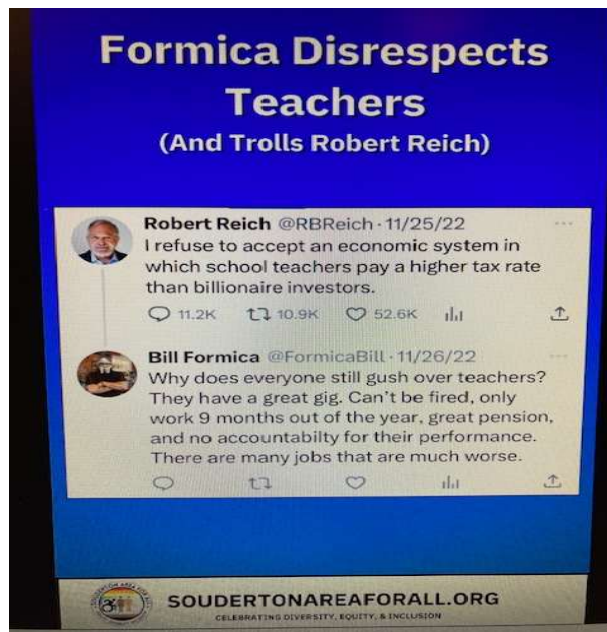 Formica Disrespects
Teachers
(And Trolls Robert Reich)
Robert Reich @RBReich · 11/25/22
I refuse to accept an economic system in
which school teachers pay a higher tax rate
than billionaire investors.
11.2K 10.9K 52.6K
Bill Formica @FormicaBill · 11/26/22
Why does everyone still gush over teachers?
They have a great gig. Can't be fired, only
work 9 months out of the year, great pension,
and no accountabilty for their performance.
There are many jobs that are much worse.
SOUDERTONAREAFORALL.ORG
CELEBRATING DIVERSITY, EQUITY, & INCLUSION